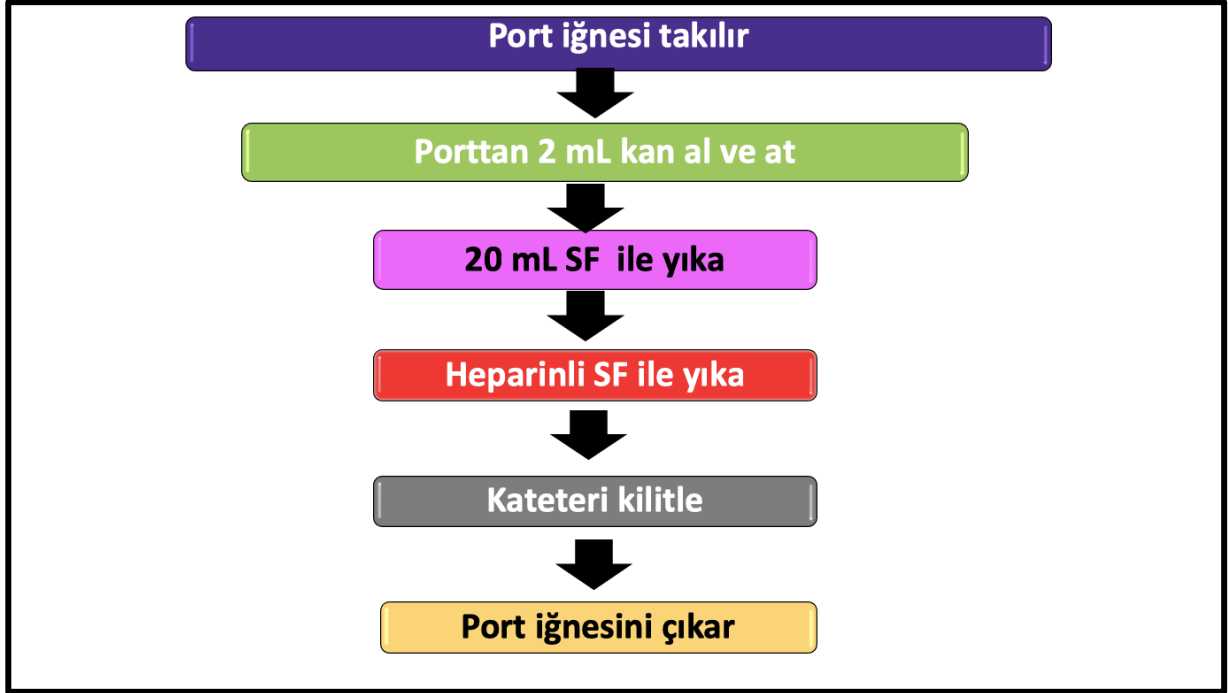 Port iğnesi takılır
Porttan 2 mL kan al ve at
20 mL SF ile yıka
Heparinli SF ile yıka
Kateteri kilitle
Port iğnesini çıkar